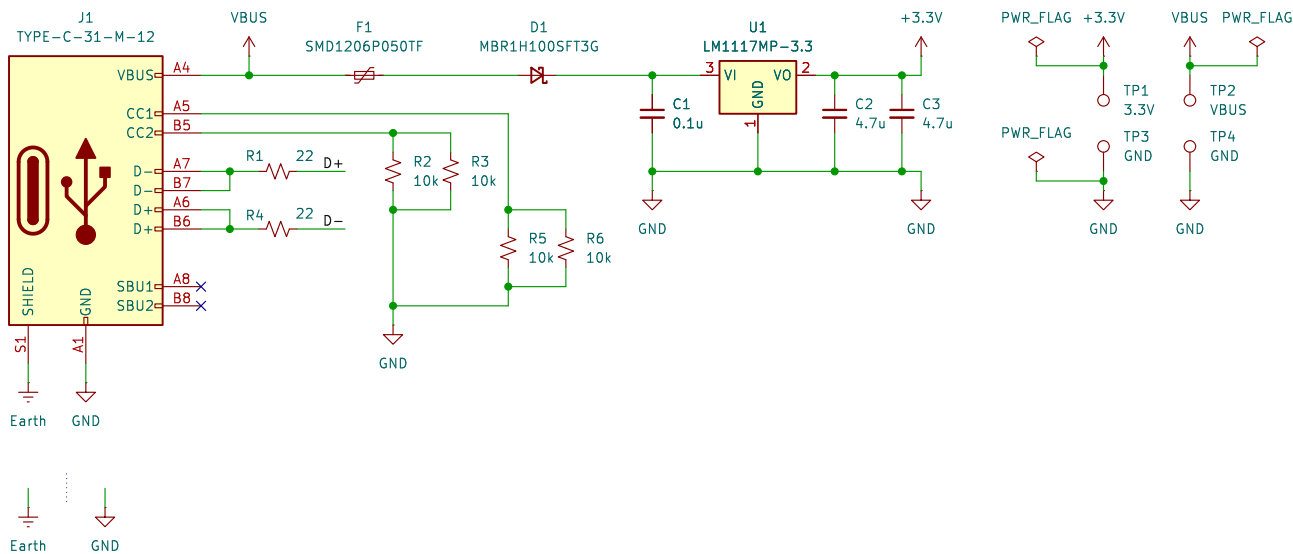 J1
TYPE-C-31-M-12
VBUS
A4
CC1
A5
CC2
B5
D-
A7
D-
B7
D+
A6
D+
B6
SBU1
A8
SBU2
B8
SHIELD
GND
S1
A1
Earth
GND
VBUS
F1
SMD1206P050TF
D1
MBR1H100SFT3G
R1
22
D+
R4
22
D-
R2
10k
R3
10k
R5
10k
R6
10k
GND
C1
0.1u
GND
U1
LM1117MP-3.3
3
VI
VO
2
GND
1
C2
4.7u
C3
4.7u
+3.3V
GND
PWR_FLAG
+3.3V
TP1
3.3V
PWR_FLAG
TP3
GND
GND
VBUS
PWR_FLAG
TP2
VBUS
TP4
GND
GND
Earth
GND